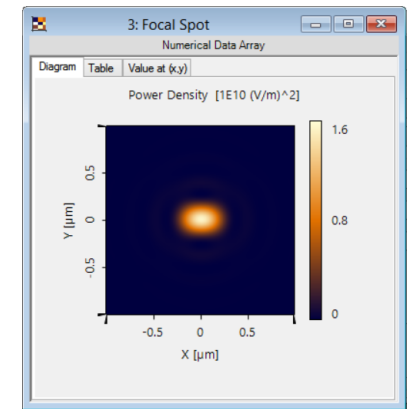 3: Focal Spot
Numerical Data Array
Diagram Table Value at (x,y)
Power Density [1E10 (V/m)^2]
1.6
0.5
0.8
0
Y [µm]
-0.5
0
-0.5 0 0.5
X [µm]